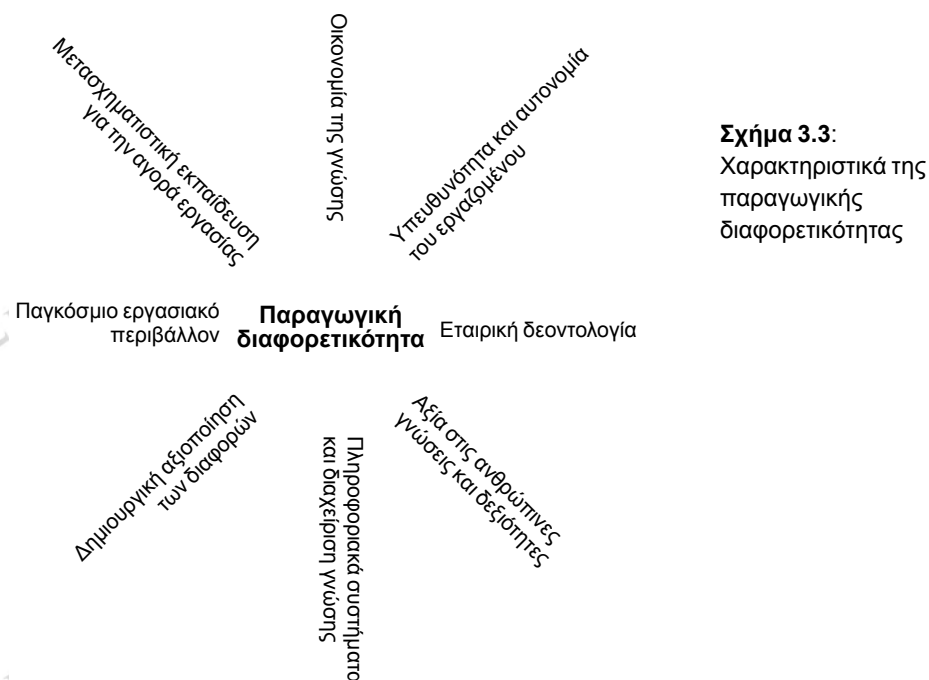 Μετασχηματιστική εκπαίδευση
για την αγορά εργασίας
Οικονομία της γνώσης
Υπευθυνότητα και αυτονομία
του εργαζομένου
Σχήμα 3.3:
Χαρακτηριστικά της
παραγωγικής
διαφορετικότητας
Παγκόσμιο εργασιακό
περιβάλλον
Παραγωγική
διαφορετικότητα
Εταιρική δεοντολογία
Δημιουργική αξιοποίηση
των διαφορών
Πληροφοριακά συστήματα
και διαχείριση γνώσης
Αξία στις ανθρώπινες
γνώσεις και δεξιότητες